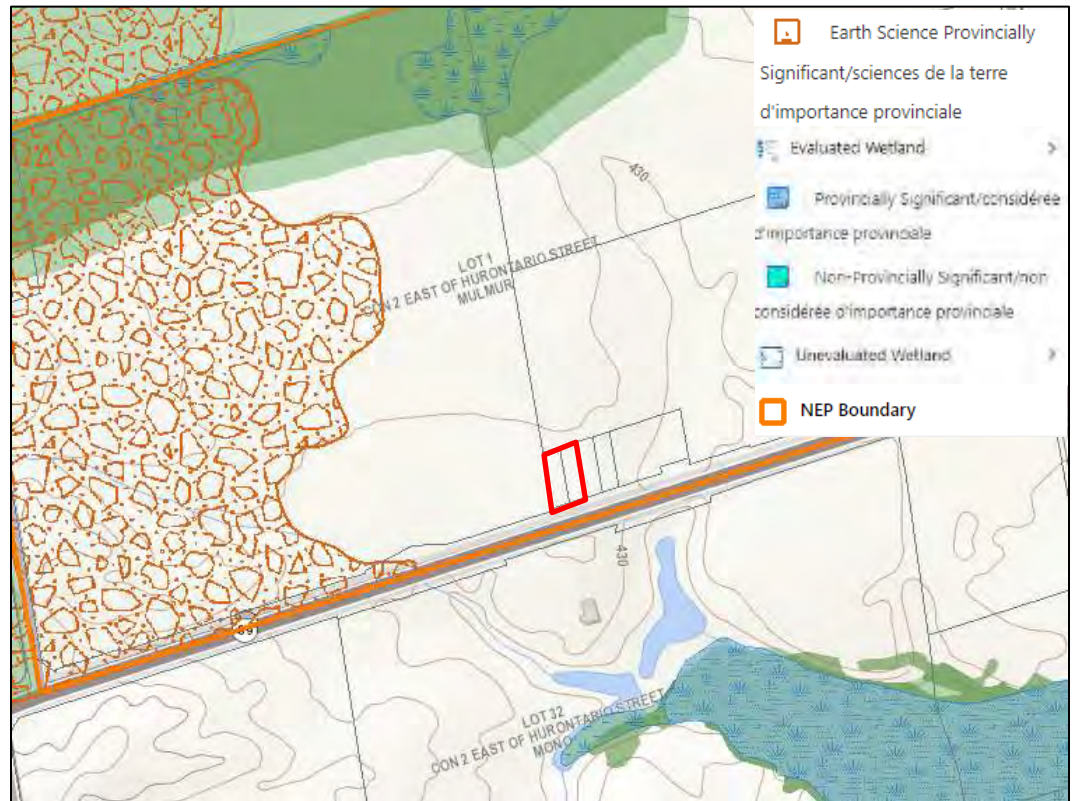 Earth Science Provincially
Significant/sciences de la terre
d'importance provinciale
Evaluated Wetland
Provincially Significant/considérée
d'importance provinciale
Non-Provincially Significant/non
considérée d'importance provinciale
Unevaluated Wetland
NEP Boundary
430
LOT 1
CON 2 EAST OF HURONTARIO STREET
MULMUR
430
LOT 32
CON 2 EAST OF HURONTARIO STREET
MONO